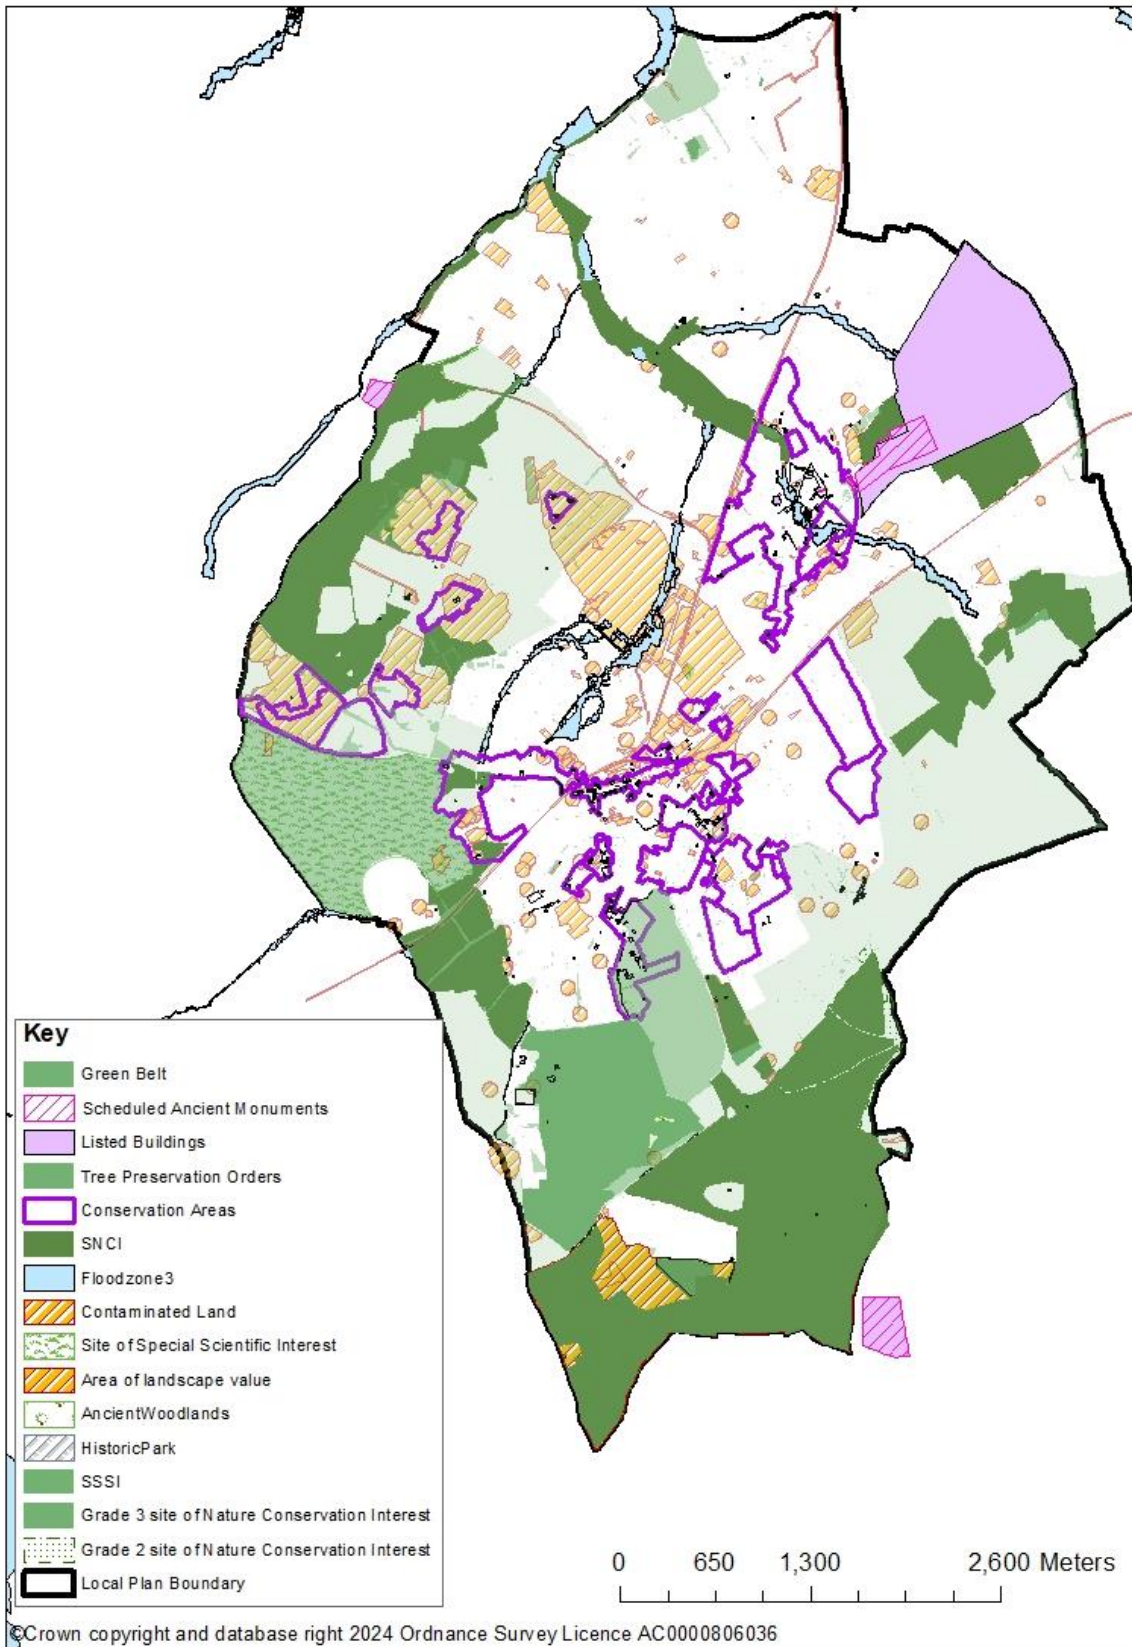 Key
Green Belt
Scheduled Ancient Monuments
Listed Buildings
Tree Preservation Orders
Conservation Areas
SNCI
Floodzone3
Contaminated Land
Site of Special Scientific Interest
Area of landscape value
AncientWoodlands
HistoricPark
SSSI
Grade 3 site of Nature Conservation Interest
Grade 2 site of Nature Conservation Interest
Local Plan Boundary
0 650 1,300 2,600 Meters
©Crown copyright and database right 2024 Ordnance Survey Licence AC0000806036